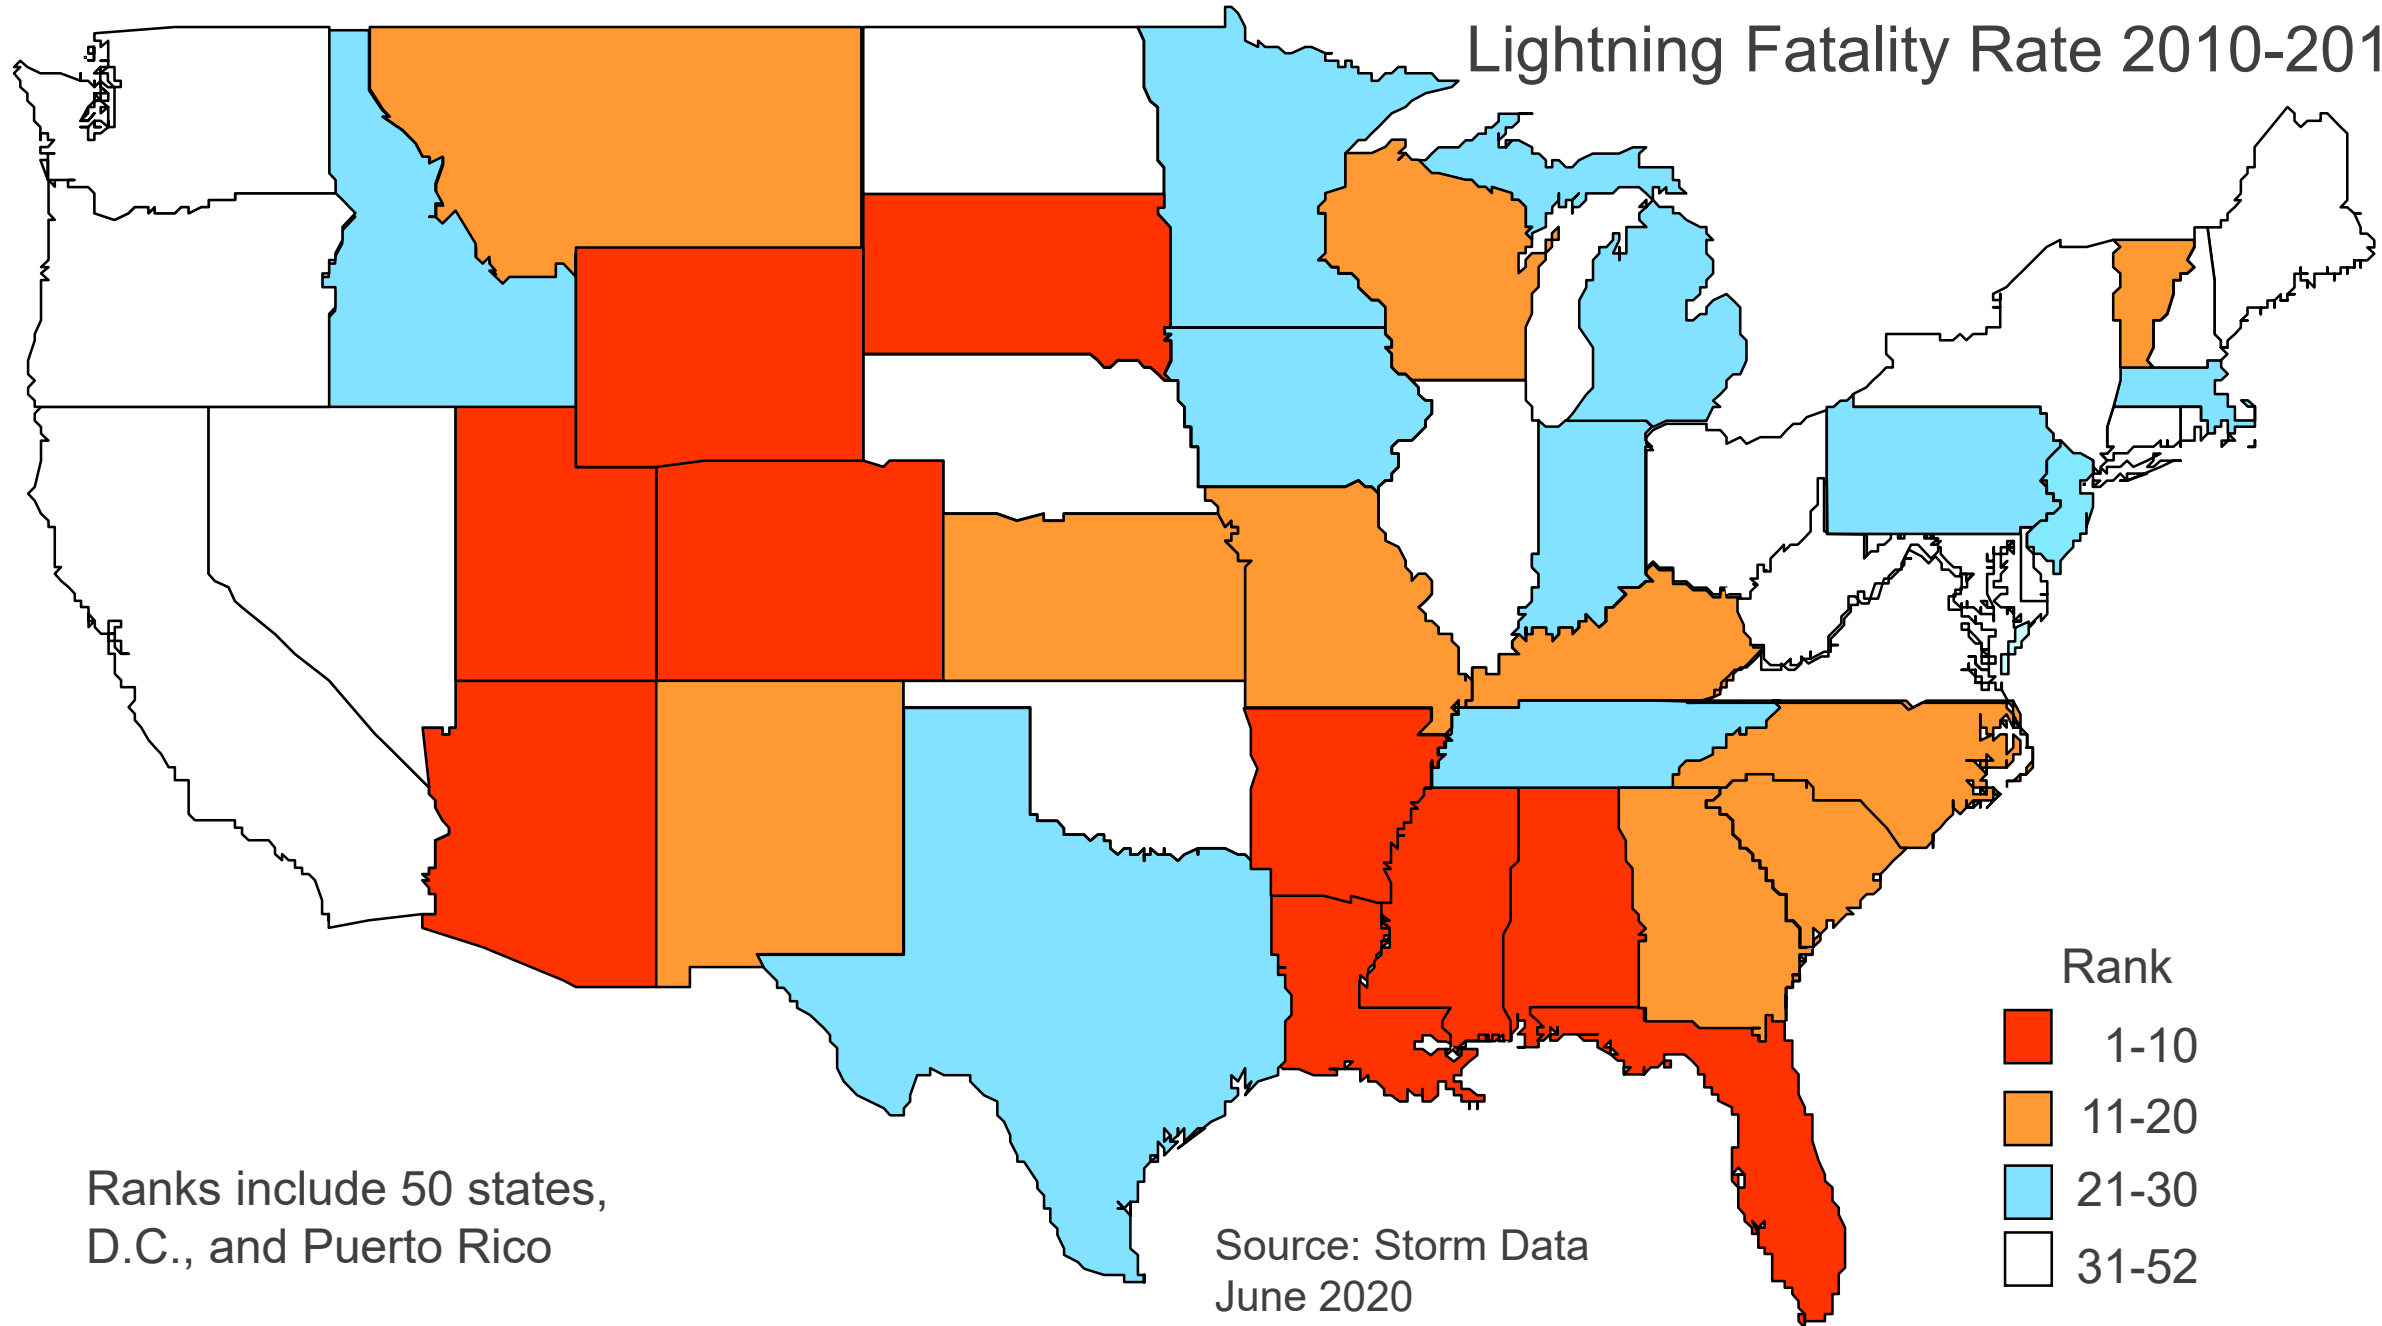 Lightning Fatality Rate 2010-201
Rank
1-10
11-20
21-30
31-52
Ranks include 50 states,
D.C., and Puerto Rico
Source: Storm Data
June 2020